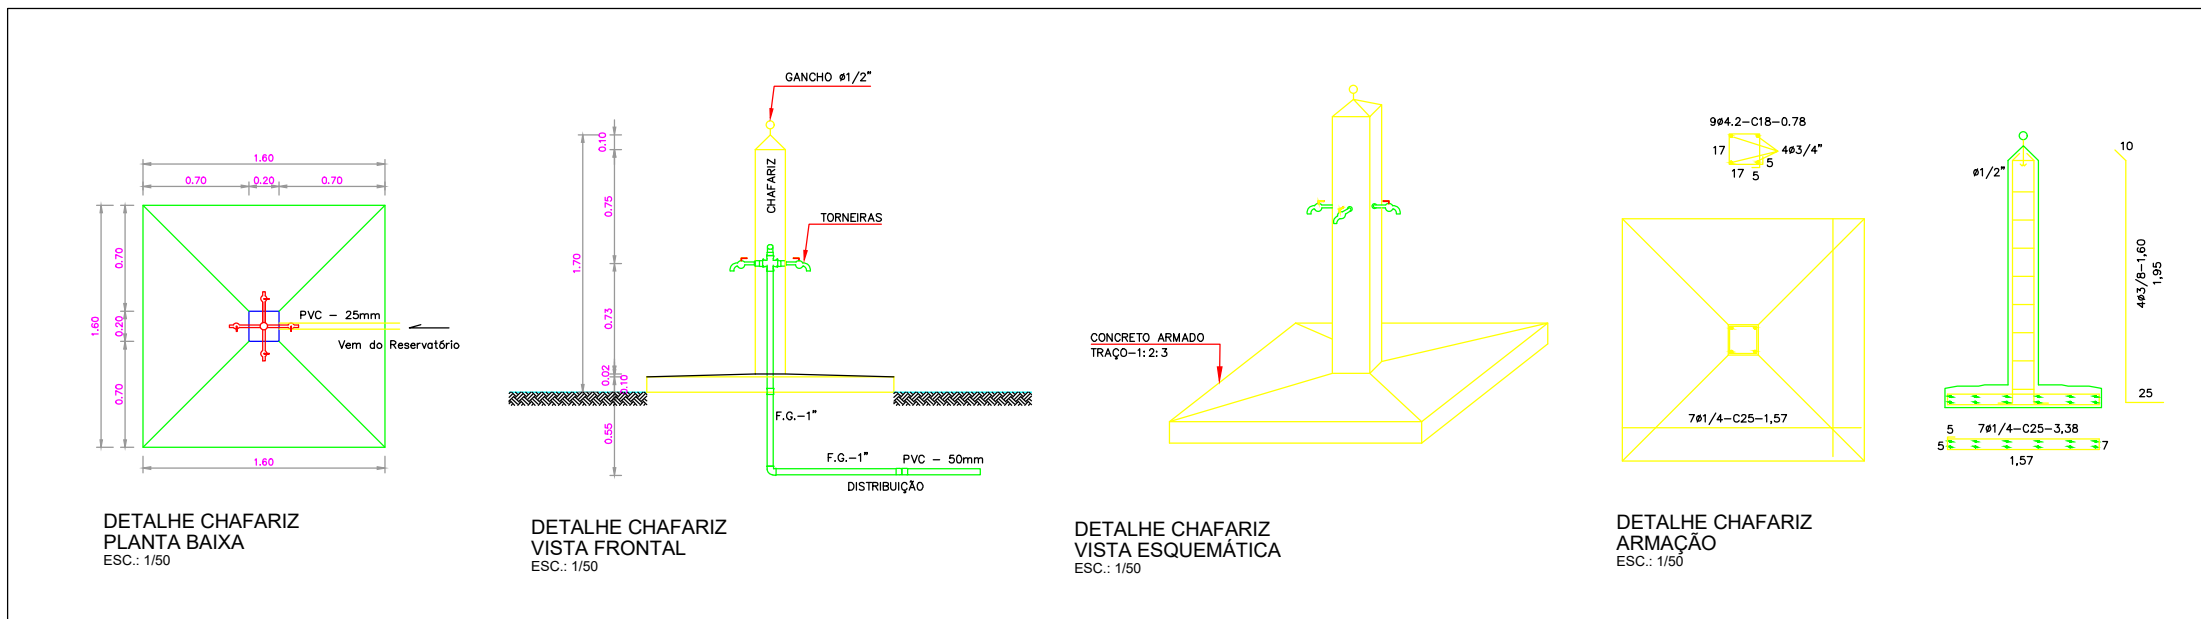 1.60
0.70
0.20
0.70
1.60
0.70
0.20
0.70
PVC - 25mm
Vem do Reservatório
1.60
DETALHE CHAFARIZ
PLANTA BAIXA
ESC.: 1/50
GANCHO ø1/2"
0.10
CHAFARIZ
0.75
TORNEIRAS
1.70
0.73
0.02
0.10
F.G.-1"
0.55
F.G.-1"
PVC - 50mm
DISTRIBUIÇÃO
DETALHE CHAFARIZ
VISTA FRONTAL
ESC.: 1/50
CONCRETO ARMADO
TRAÇO-1:2:3
DETALHE CHAFARIZ
VISTA ESQUEMÁTICA
ESC.: 1/50
9ø4.2-C18-0.78
17
4ø3/4"
5
17
5
7ø1/4-C25-1,57
ø1/2"
10
4ø3/8-1,60
1,95
25
5
7ø1/4-C25-3,38
5
7
1,57
DETALHE CHAFARIZ
ARMAÇÃO
ESC.: 1/50